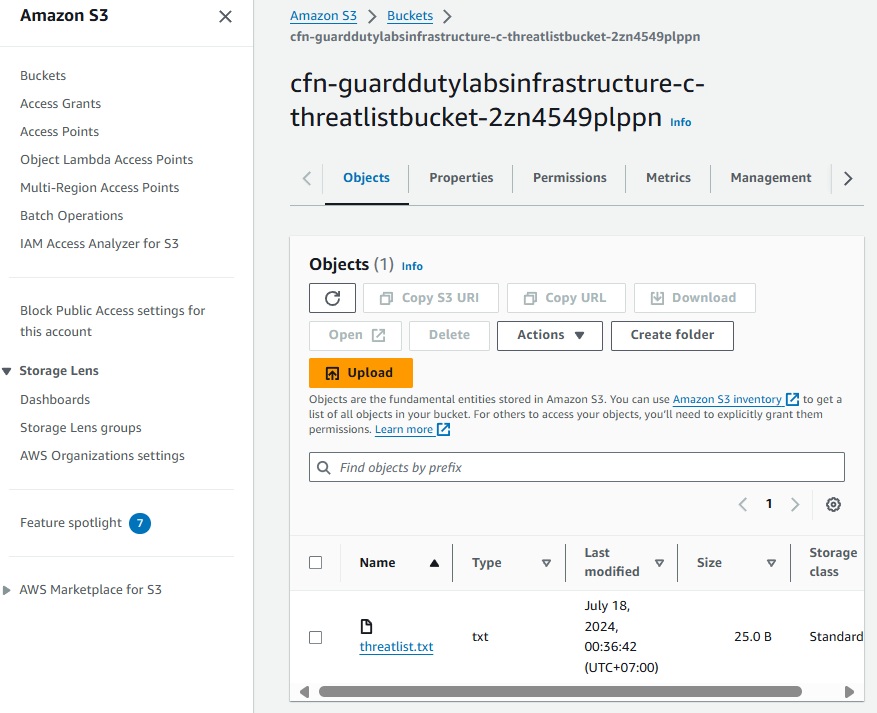 Amazon S3
Buckets
Access Grants
Access Points
Object Lambda Access Points
Multi-Region Access Points
Batch Operations
IAM Access Analyzer for S3
Block Public Access settings for
this account
Storage Lens
Dashboards
Storage Lens groups
AWS Organizations settings
Feature spotlight 7
AWS Marketplace for S3
Amazon S3 > Buckets >
cfn-guarddutylabsinfrastructure-c-threatlistbucket-2zn4549plppn
cfn-guarddutylabsinfrastructure-c-
threatlistbucket-2zn4549plppn Info
Objects Properties Permissions Metrics Management
Objects (1) Info
Copy S3 URI Copy URL Download
Open Delete Actions Create folder
Upload
Objects are the fundamental entities stored in Amazon S3. You can use Amazon S3 inventory to get a
list of all objects in your bucket. For others to access your objects, you'll need to explicitly grant them
permissions. Learn more
Find objects by prefix
1
Name Type Last modified Size Storage class
threatlist.txt txt July 18, 2024, 00:36:42 (UTC+07:00) 25.0 B Standard